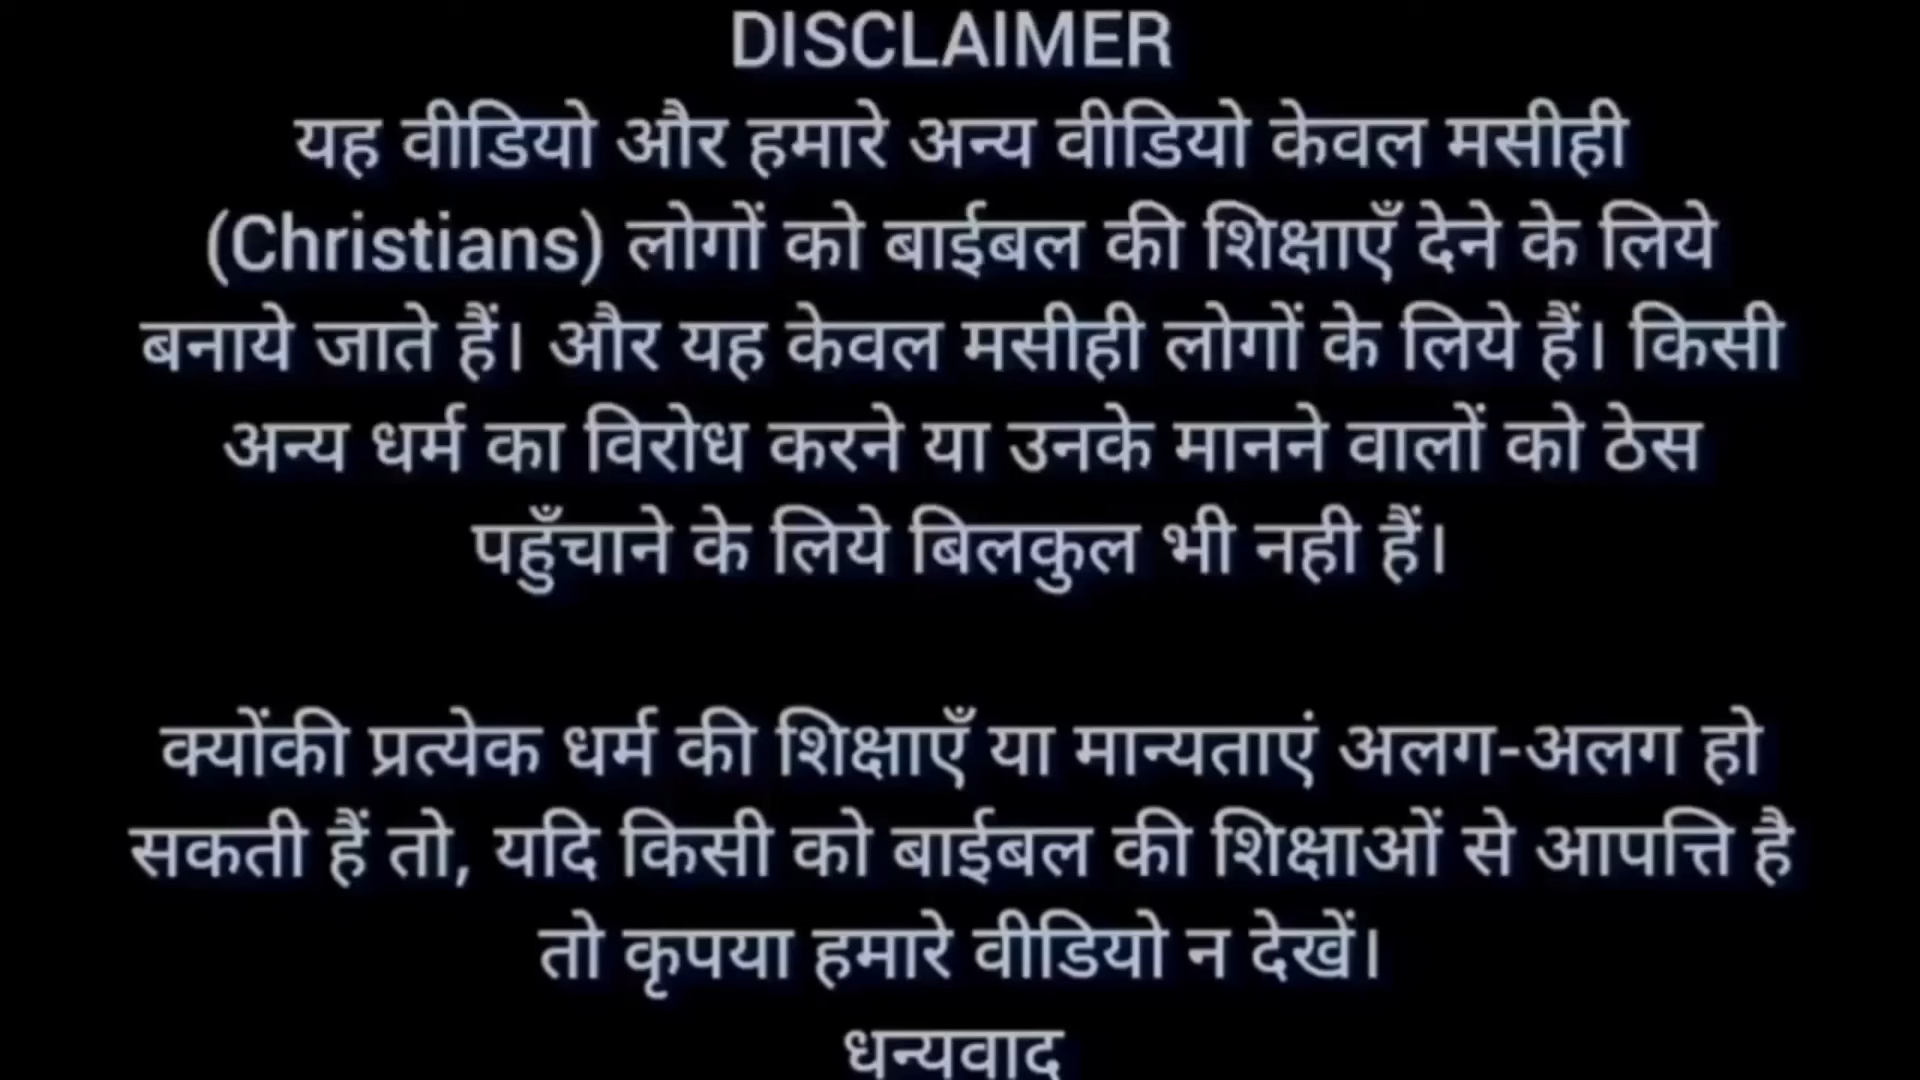 DISCLAIMER
यह वीडियो और हमारे अन्य वीडियो केवल मसीही
(Christians) लोगों को बाईबल की शिक्षाएँ देने के लिये
बनाये जाते हैं। और यह केवल मसीही लोगों के लिये हैं। किसी
अन्य धर्म का विरोध करने या उनके मानने वालों को ठेस
पहुँचाने के लिये बिलकुल भी नही हैं।
क्योंकी प्रत्येक धर्म की शिक्षाएँ या मान्यताएं अलग-अलग हो
सकती हैं तो, यदि किसी को बाईबल की शिक्षाओं से आपत्ति है
तो कृपया हमारे वीडियो न देखें।
धन्यवाद